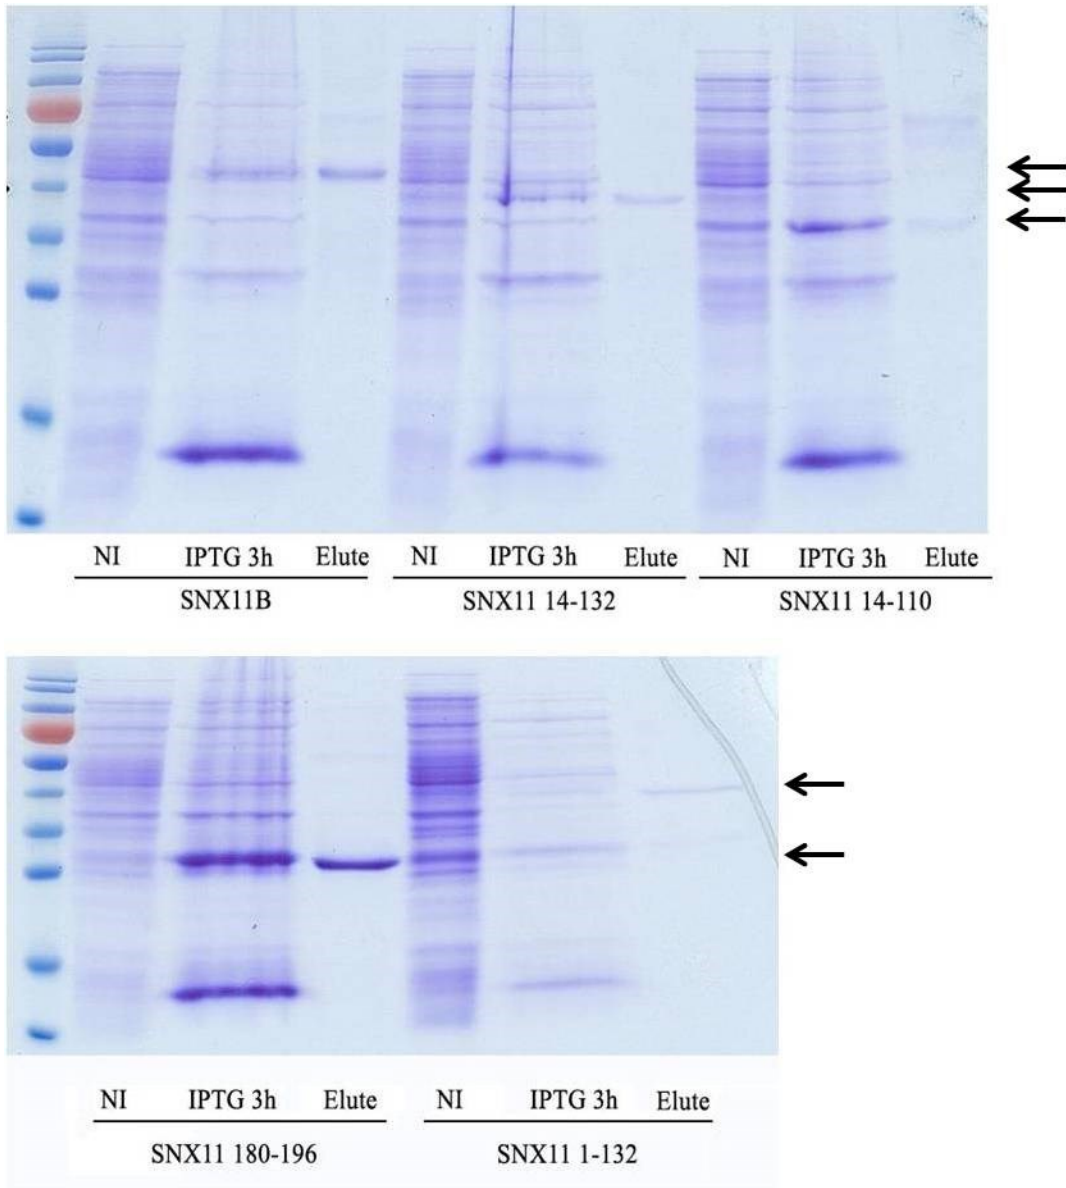 NI IPTG 3h Elute NI IPTG 3h Elute NI IPTG 3h Elute
SNX11B SNX11 14-132 SNX11 14-110
NI IPTG 3h Elute NI IPTG 3h Elute
SNX11 180-196 SNX11 1-132